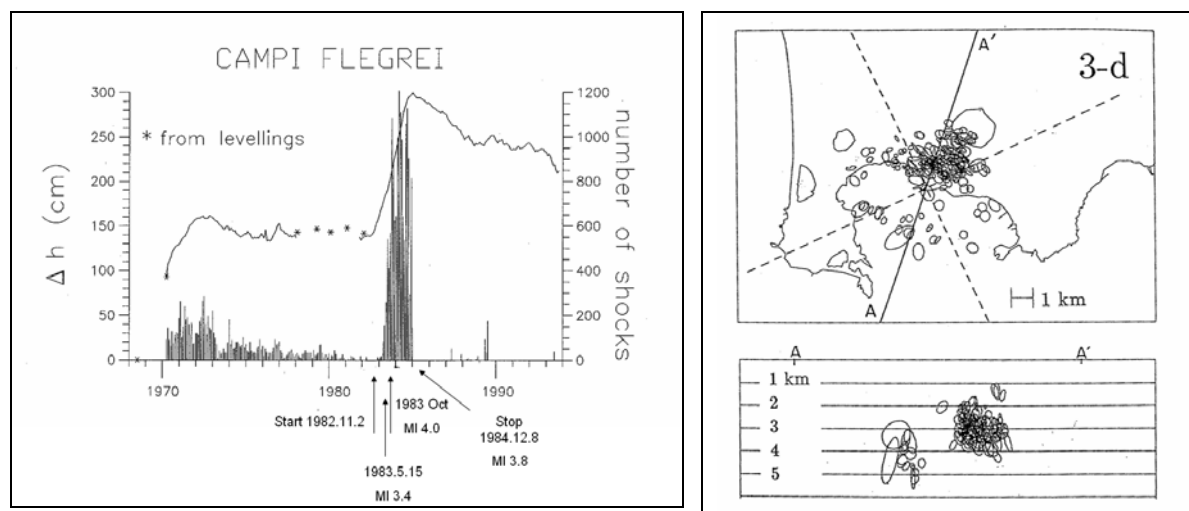 CAMPI FLEGREI
* from levellings
Δ h (cm)
300
250
200
150
100
50
0
1200
1000
800
600
400
200
0
number of shocks
1970
1980
1990
Start 1982.11.2
1983 Oct
Ml 4.0
Stop
1984.12.8
Ml 3.8
1983.5.15
Ml 3.4
A'
3-d
A
1 km
A
A'
1 km
2
3
4
5